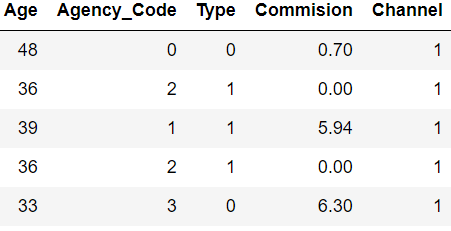 Age Agency_Code Type Commision Channel
48 0 0 0.70 1
36 2 1 0.00 1
39 1 1 5.94 1
36 2 1 0.00 1
33 3 0 6.30 1